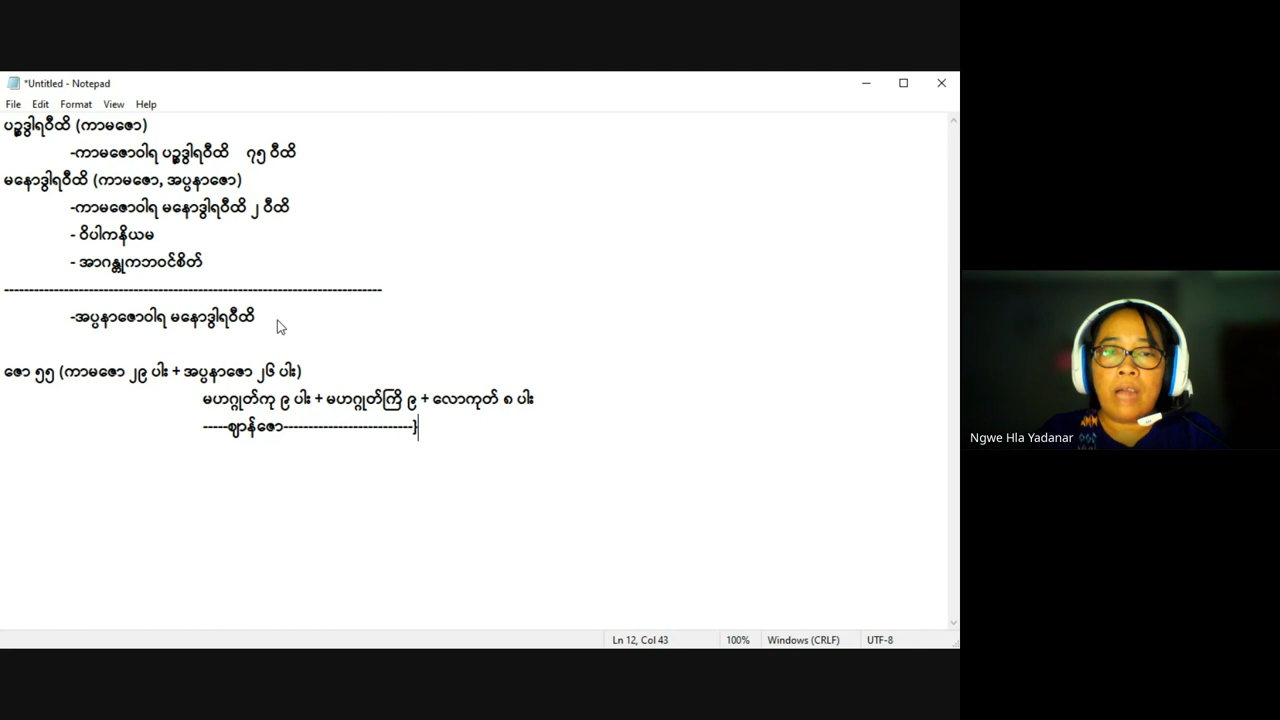 *Untitled - Notepad
File Edit Format View Help
ပဉ္စဒွါရဝီထိ (ကာမဇော)
-ကာမဇောဝါရ ပဉ္စဒွါရဝီထိ ၇၅ ဝီထိ
မနောဒွါရဝီထိ (ကာမဇော, အပ္ပနာဇော)
-ကာမဇောဝါရ မနောဒွါရဝီထိ ၂ ဝီထိ
- ဝိပါကနိယမ
- အာဂန္တုကဘဝင်စိတ်
----------------------------------------------------------------------------
-အပ္ပနာဇောဝါရ မနောဒွါရဝီထိ
ဇော ၅၅ (ကာမဇော ၂၉ ပါး + အပ္ပနာဇော ၂၆ ပါး)
မဟဂ္ဂုတ်ကု ၉ ပါး + မဟဂ္ဂုတ်ကြိ ၉ + လောကုတ် ၈ ပါး
-----ဈာန်ဇော--------------------------}
Ln 12, Col 43 100% Windows (CRLF) UTF-8
Ngwe Hla Yadanar